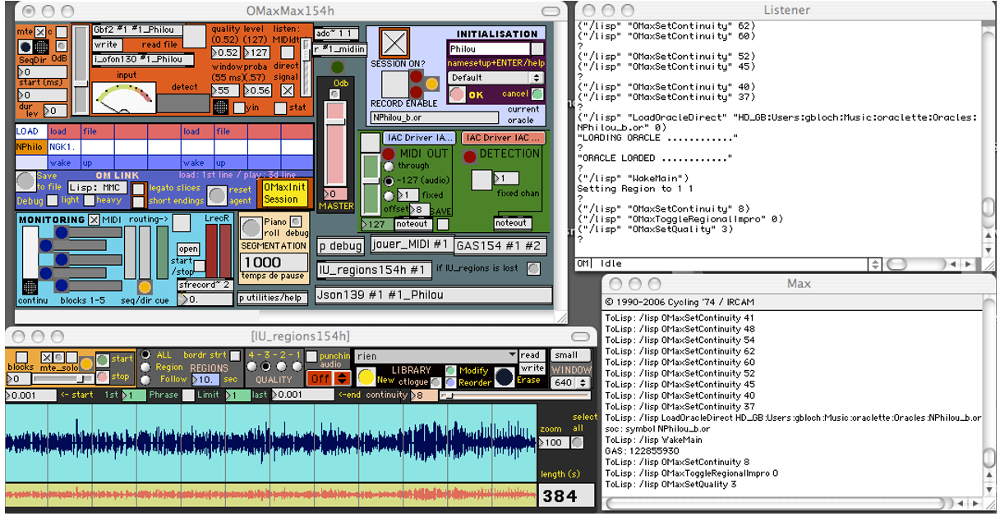 OMaxMax154h
mte c
SeqDir 0dB
0
start (ms)
0
dur
lev 0
Gbf2 #1 #1_Philou
write read file
i_ofon130 #1_Philou
input
detect
quality level listen:
(0.52) (127) MIDIdt
0.52 127
window proba direct
(55 ms)(.57) signal
55 0.56
yin stat
adc~ 1 1
r #1_midiin
0db
0
MASTER
INITIALISATION
SESSION ON?
RECORD ENABLE
Philou
namesetup+ENTER/help
Default
OK cancel
current
oracle
NPhilou_b.or
LOAD load file load file
NPhilo NGK1.
wake up wake up
Save
to file
OM LINK
load: 1st line / play: 3d line
Lisp: MMC
Debug light heavy
legato slices
short endings
reset
agent
OMaxInit
Session
IAC Driver IA...
IAC Driver IAC ...
MIDI OUT
through
-127 (audio)
1 fixed
offset 8 SAVE
127 noteout
DETECTION
1
fixed chan
noteout
MONITORING MIDI routing-> LrecR
open
start
/stop
sfrecord~ 2
0.
continu blocks 1-5 seq/dir cue
Piano
roll debug
SEGMENTATION
1000
temps de pause
p utilities/help
p debug
jouer_MIDI #1
GAS154 #1 #2
IU_regions154h #1
if IU_regions is lost
Json139 #1 #1_Philou
Listener
("/lisp" "OMaxSetContinuity" 62)
("/lisp" "OMaxSetContinuity" 60)
?
("/lisp" "OMaxSetContinuity" 52)
("/lisp" "OMaxSetContinuity" 45)
?
("/lisp" "OMaxSetContinuity" 40)
("/lisp" "OMaxSetContinuity" 37)
?
("/lisp" "LoadOracleDirect" "HD_GB:Users:gbloch:Music:oraclette:Oracles:
NPhilou_b.or" 0)
"LOADING ORACLE ............"
?
"ORACLE LOADED ............"
?
("/lisp" "WakeMain")
Setting Region to 1 1
?
("/lisp" "OMaxSetContinuity" 8)
("/lisp" "OMaxToggleRegionalImpro" 0)
("/lisp" "OMaxSetQuality" 3)
?
OM Idle
Max
© 1990-2006 Cycling '74 / IRCAM
ToLisp: /lisp OMaxSetContinuity 41
ToLisp: /lisp OMaxSetContinuity 48
ToLisp: /lisp OMaxSetContinuity 54
ToLisp: /lisp OMaxSetContinuity 62
ToLisp: /lisp OMaxSetContinuity 60
ToLisp: /lisp OMaxSetContinuity 52
ToLisp: /lisp OMaxSetContinuity 45
ToLisp: /lisp OMaxSetContinuity 40
ToLisp: /lisp OMaxSetContinuity 37
ToLisp: /lisp LoadOracleDirect HD_GB:Users:gbloch:Music:oraclette:Oracles:NPhilou_b.or
soc: symbol NPhilou_b.or
ToLisp: /lisp WakeMain
GAS: 122855930
ToLisp: /lisp OMaxSetContinuity 8
ToLisp: /lisp OMaxToggleRegionalImpro 0
ToLisp: /lisp OMaxSetQuality 3
[IU_regions154h]
blocks mte_solo
0
start
stop
ALL bordr strt
Region REGIONS
Follow 10. sec
4 - 3 - 2 - 1
QUALITY
punchin
audio
Off
rien
read
write
LIBRARY
New ctlogue
Modify
Reorder
Erase
small
WINDOW
640
0.001 <- start 1st 1 Phrase Limit 1 last 0.001 <-end continuity 8
select
zoom all
100
length (s)
384